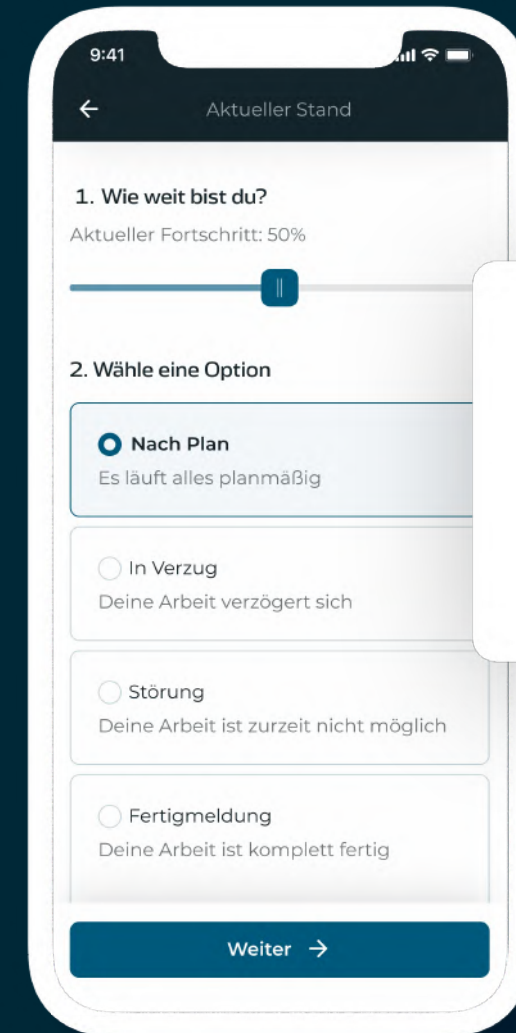 9:41
Aktueller Stand
1. Wie weit bist du?
Aktueller Fortschritt: 50%
2. Wähle eine Option
Nach Plan
Es läuft alles planmäßig
In Verzug
Deine Arbeit verzögert sich
Störung
Deine Arbeit ist zurzeit nicht möglich
Fertigmeldung
Deine Arbeit ist komplett fertig
Weiter →